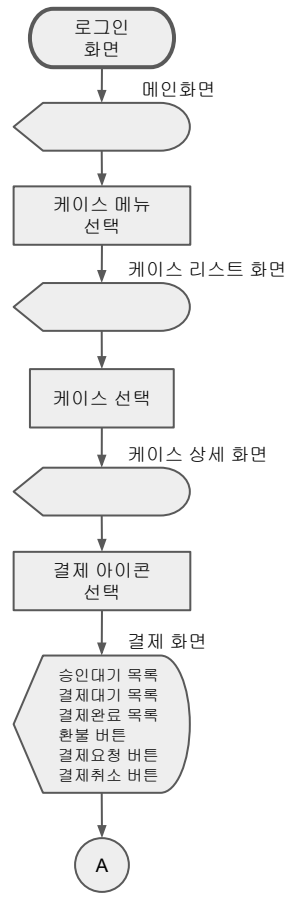 로그인
화면
메인화면
케이스 메뉴
선택
케이스 리스트 화면
케이스 선택
케이스 상세 화면
결제 아이콘
선택
결제 화면
승인대기 목록
결제대기 목록
결제완료 목록
환불 버튼
결제요청 버튼
결제취소 버튼
A